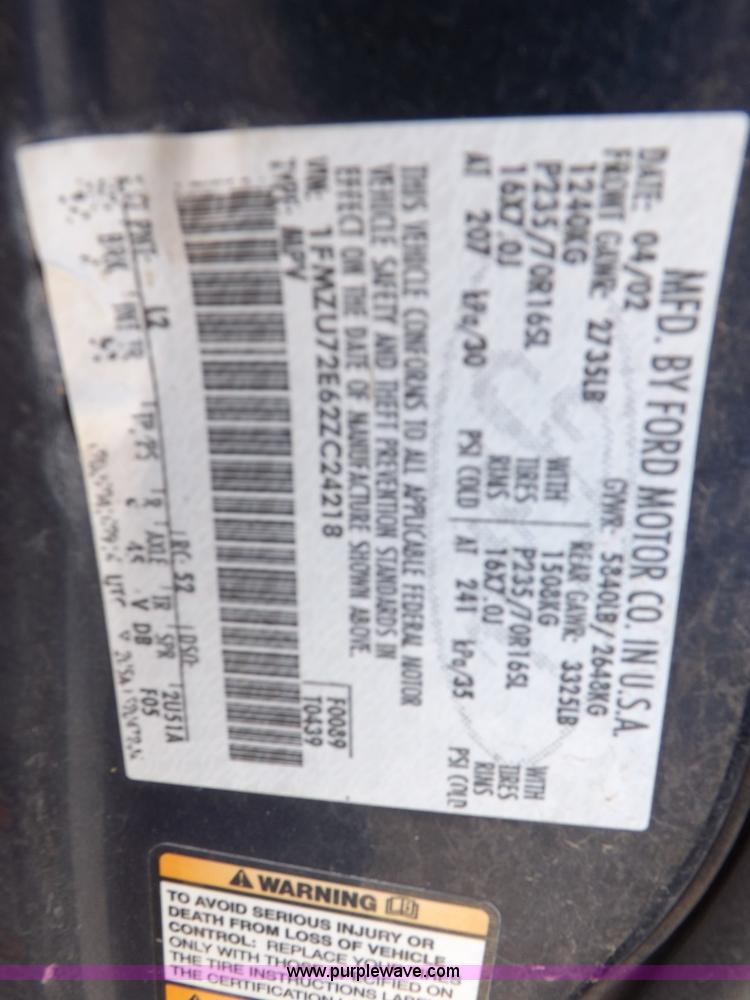 MFD. BY FORD MOTOR CO. IN U.S.A.
DATE: 04/02 GVWR: 5840LB/2648KG
FRONT GAWR: 2735LB REAR GAWR: 3325LB
1240KG WITH 1508KG WITH
P235/70R16SL TIRES P235/70R16SL TIRES
16X7.0J RIMS 16X7.0J RIMS
AT 207 kPa/30 PSI COLD AT 241 kPa/35 PSI COLD
THIS VEHICLE CONFORMS TO ALL APPLICABLE FEDERAL MOTOR
VEHICLE SAFETY AND THEFT PREVENTION STANDARDS IN
EFFECT ON THE DATE OF MANUFACTURE SHOWN ABOVE.
VIN: 1FMZU72E62ZC24218 F0089
TYPE: MPV T0439
EXT PNT: L2 RC: 52 DSO: 2U51A
BRK INT TR TP/PS R AXLE TR SPR F05
V DB
WARNING
TO AVOID SERIOUS INJURY OR
DEATH FROM LOSS OF VEHICLE
CONTROL: REPLACE YOUR TIRES
ONLY WITH THOSE
THE TIRE INSTRUCTIONS
THE CERTIFICATION
www.purplewave.com